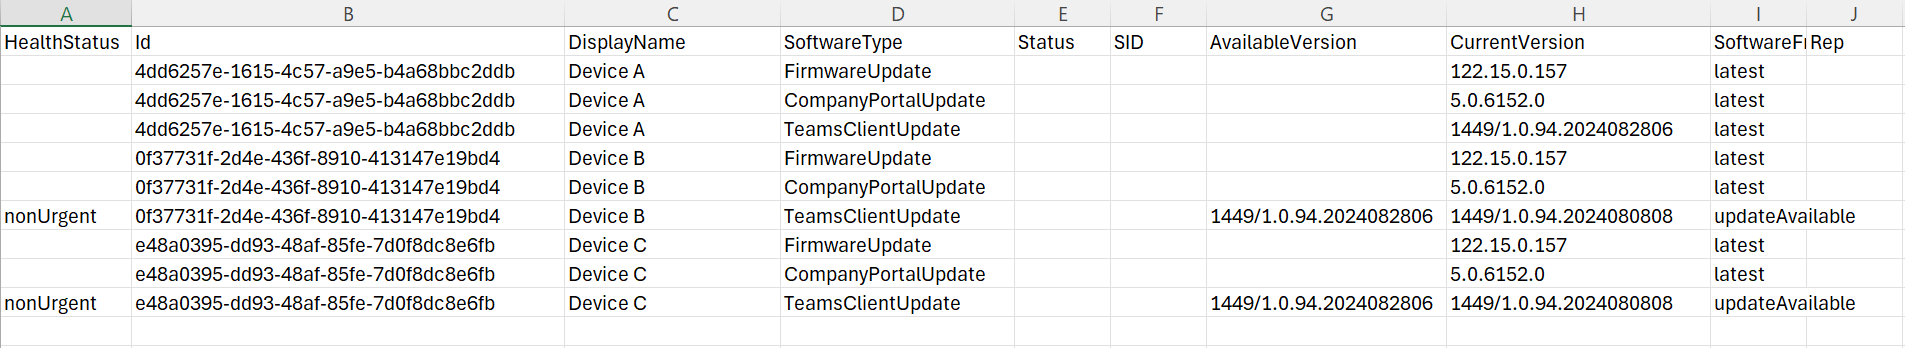 A B C D E F G H I J
HealthStatus Id DisplayName SoftwareType Status SID AvailableVersion CurrentVersion SoftwareFr Rep
4dd6257e-1615-4c57-a9e5-b4a68bbc2ddb Device A FirmwareUpdate 122.15.0.157 latest
4dd6257e-1615-4c57-a9e5-b4a68bbc2ddb Device A CompanyPortalUpdate 5.0.6152.0 latest
4dd6257e-1615-4c57-a9e5-b4a68bbc2ddb Device A TeamsClientUpdate 1449/1.0.94.2024082806 latest
0f37731f-2d4e-436f-8910-413147e19bd4 Device B FirmwareUpdate 122.15.0.157 latest
0f37731f-2d4e-436f-8910-413147e19bd4 Device B CompanyPortalUpdate 5.0.6152.0 latest
nonUrgent 0f37731f-2d4e-436f-8910-413147e19bd4 Device B TeamsClientUpdate 1449/1.0.94.2024082806 1449/1.0.94.2024080808 updateAvailable
e48a0395-dd93-48af-85fe-7d0f8dc8e6fb Device C FirmwareUpdate 122.15.0.157 latest
e48a0395-dd93-48af-85fe-7d0f8dc8e6fb Device C CompanyPortalUpdate 5.0.6152.0 latest
nonUrgent e48a0395-dd93-48af-85fe-7d0f8dc8e6fb Device C TeamsClientUpdate 1449/1.0.94.2024082806 1449/1.0.94.2024080808 updateAvailable